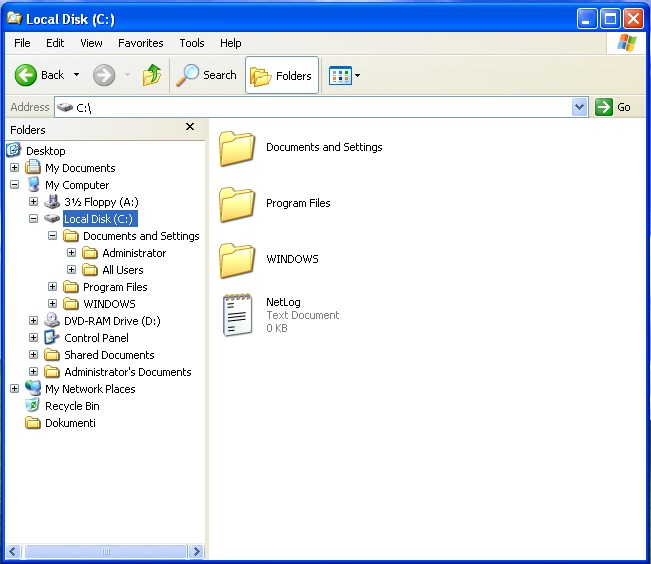 Local Disk (C:)
File Edit View Favorites Tools Help
Back Search Folders
Address C:\ Go
Folders
Desktop
My Documents
My Computer
3½ Floppy (A:)
Local Disk (C:)
Documents and Settings
Administrator
All Users
Program Files
WINDOWS
DVD-RAM Drive (D:)
Control Panel
Shared Documents
Administrator's Documents
My Network Places
Recycle Bin
Dokumenti
Documents and Settings
Program Files
WINDOWS
NetLog
Text Document
0 KB